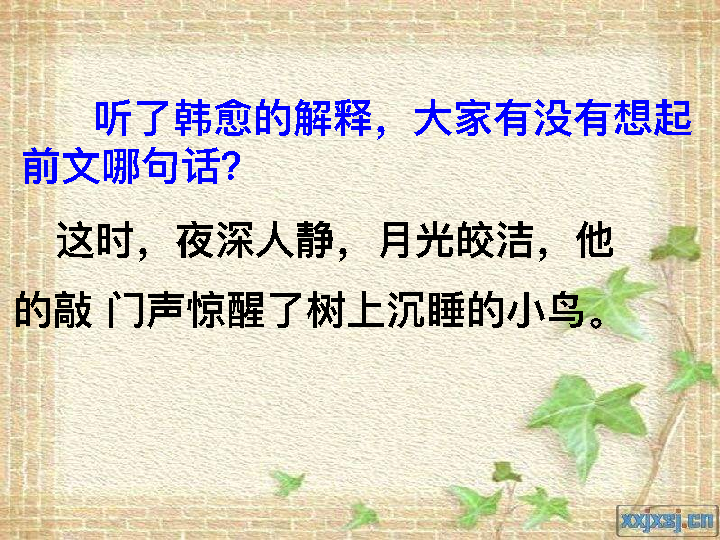 听了韩愈的解释，大家有没有想起
前文哪句话？
这时，夜深人静，月光皎洁，他
的敲 门声惊醒了树上沉睡的小鸟。
xxjxsj.cn